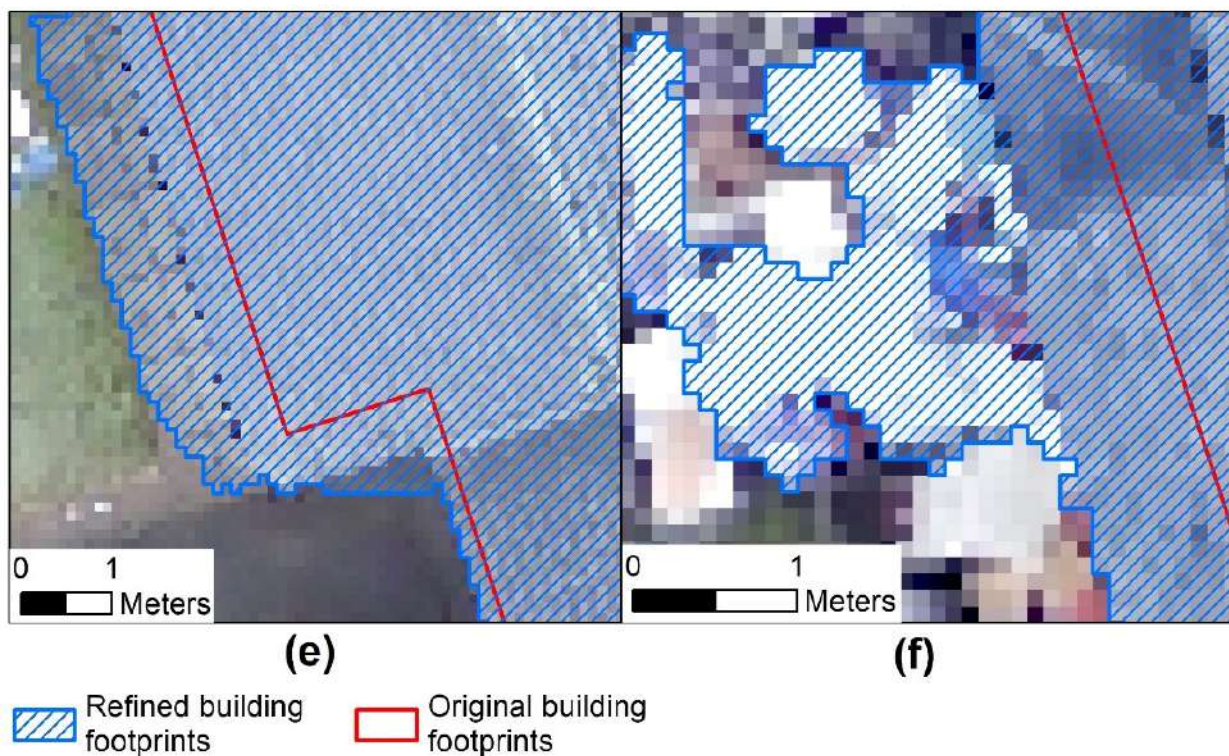 0 1
Meters
0 1
Meters
(e)
(f)
Refined building
footprints
Original building
footprints